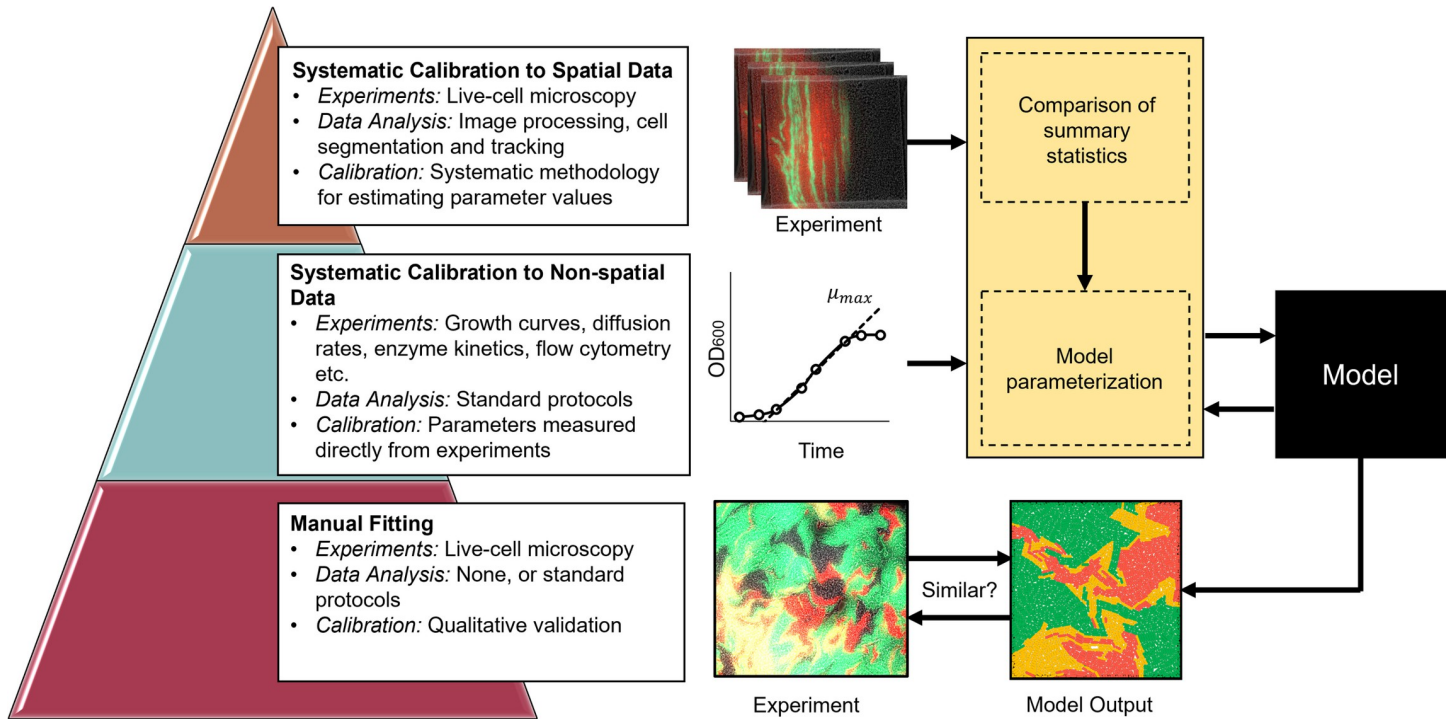 Systematic Calibration to Spatial Data
• Experiments: Live-cell microscopy
• Data Analysis: Image processing, cell
segmentation and tracking
• Calibration: Systematic methodology
for estimating parameter values
Systematic Calibration to Non-spatial
Data
• Experiments: Growth curves, diffusion
rates, enzyme kinetics, flow cytometry
etc.
• Data Analysis: Standard protocols
• Calibration: Parameters measured
directly from experiments
Manual Fitting
• Experiments: Live-cell microscopy
• Data Analysis: None, or standard
protocols
• Calibration: Qualitative validation
Experiment
Comparison of
summary
statistics
μmax
OD600
Time
Model
parameterization
Model
Similar?
Experiment
Model Output